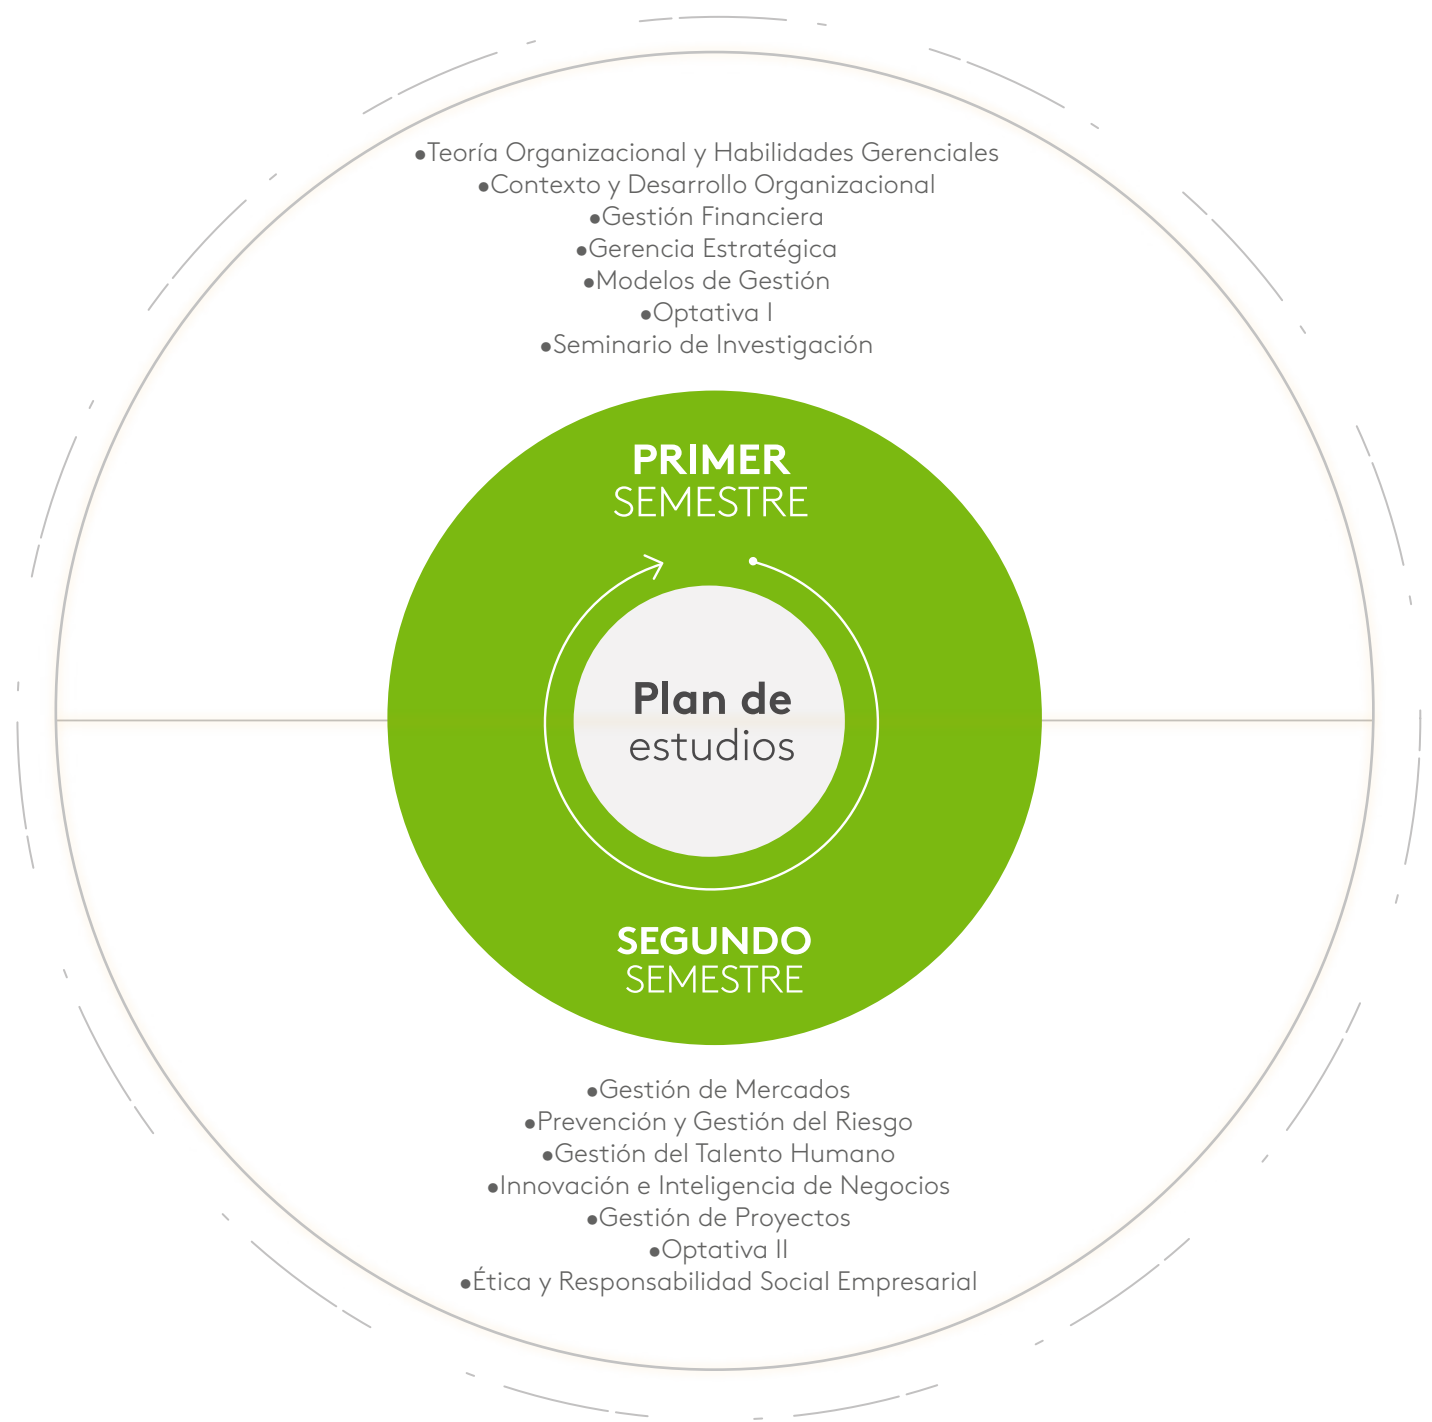 •Teoría Organizacional y Habilidades Gerenciales
•Contexto y Desarrollo Organizacional
•Gestión Financiera
•Gerencia Estratégica
•Modelos de Gestión
•Optativa I
•Seminario de Investigación
PRIMER
SEMESTRE
Plan de
estudios
SEGUNDO
SEMESTRE
•Gestión de Mercados
•Prevención y Gestión del Riesgo
•Gestión del Talento Humano
•Innovación e Inteligencia de Negocios
•Gestión de Proyectos
•Optativa II
•Ética y Responsabilidad Social Empresarial